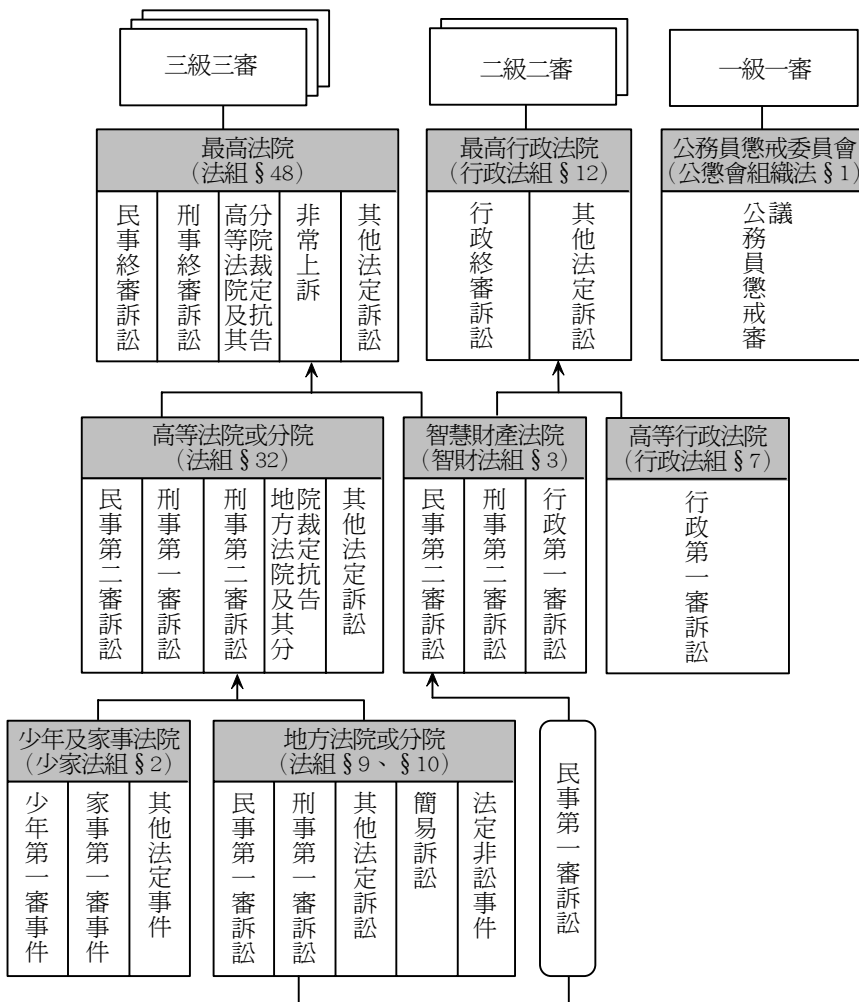 三級三審
二級二審
一級一審
最高法院
(法組§48)
民事終審訴訟
刑事終審訴訟
高等法院及其
分院裁定抗告
非常上訴
其他法定訴訟
最高行政法院
(行政法組§12)
行政終審訴訟
其他法定訴訟
公務員懲戒委員會
(公懲會組織法§1)
公務員懲戒審
議
高等法院或分院
(法組§32)
民事第二審訴訟
刑事第一審訴訟
刑事第二審訴訟
地方法院及其分
院裁定抗告
其他法定訴訟
智慧財產法院
(智財法組§3)
民事第二審訴訟
刑事第二審訴訟
行政第一審訴訟
高等行政法院
(行政法組§7)
行政第一審訴訟
少年及家事法院
(少家法組§2)
少年第一審事件
家事第一審事件
其他法定事件
地方法院或分院
(法組§9、§10)
民事第一審訴訟
刑事第一審訴訟
其他法定訴訟
簡易訴訟
法定非訟事件
民事第一審訴訟